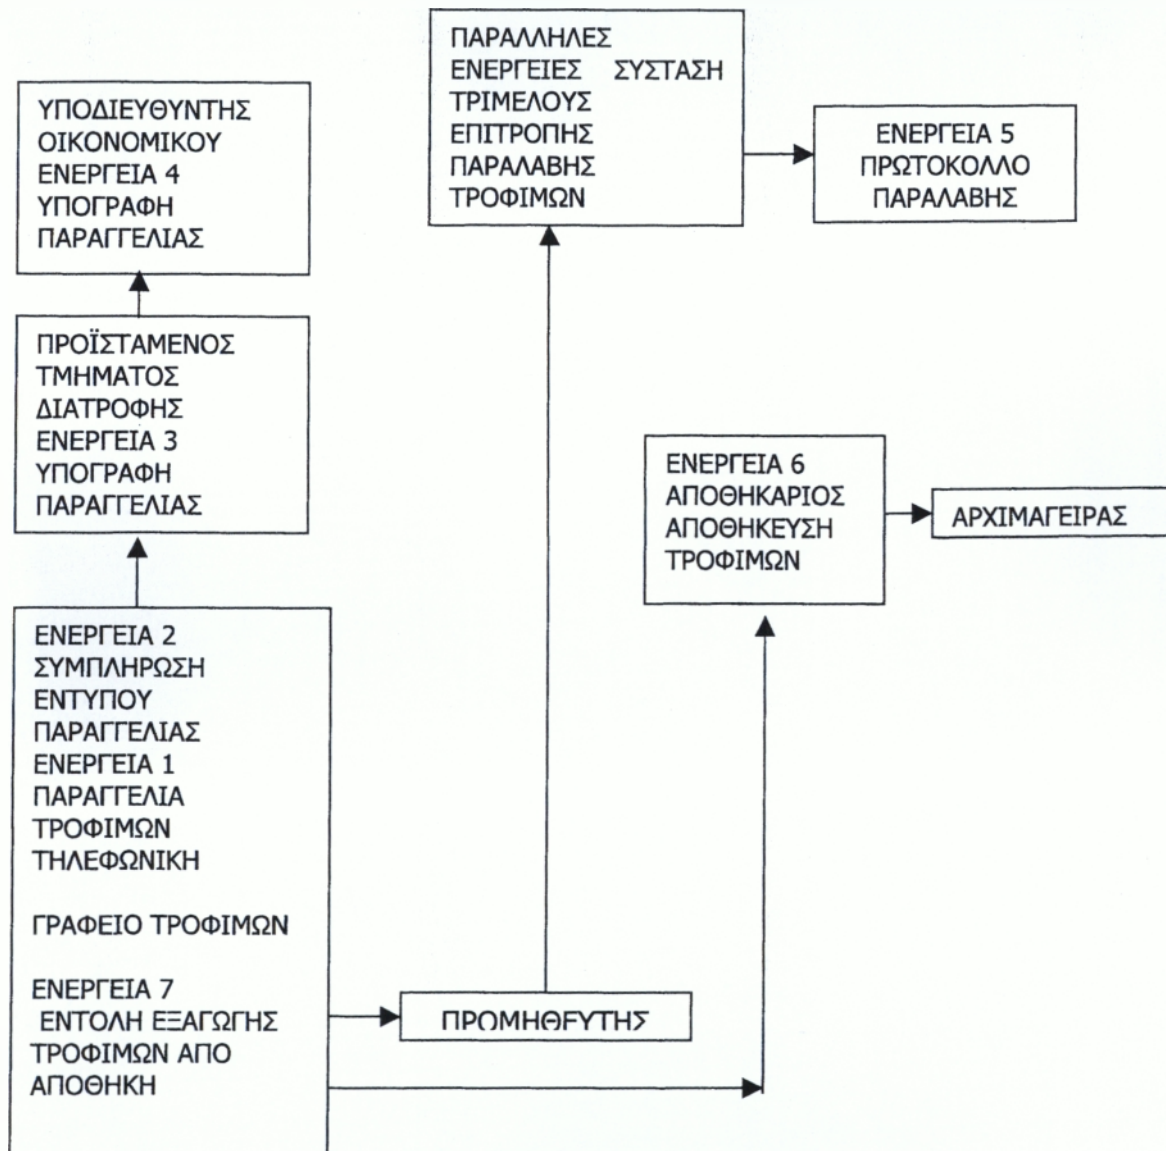 ΠΑΡΑΛΛΗΛΕΣ
ΕΝΕΡΓΕΙΕΣ ΣΥΣΤΑΣΗ
ΤΡΙΜΕΛΟΥΣ
ΕΠΙΤΡΟΠΗΣ
ΠΑΡΑΛΑΒΗΣ
ΤΡΟΦΙΜΩΝ
ΥΠΟΔΙΕΥΘΥΝΤΗΣ
ΟΙΚΟΝΟΜΙΚΟΥ
ΕΝΕΡΓΕΙΑ 4
ΥΠΟΓΡΑΦΗ
ΠΑΡΑΓΓΕΛΙΑΣ
ΕΝΕΡΓΕΙΑ 5
ΠΡΩΤΟΚΟΛΛΟ
ΠΑΡΑΛΑΒΗΣ
ΠΡΟΪΣΤΑΜΕΝΟΣ
ΤΜΗΜΑΤΟΣ
ΔΙΑΤΡΟΦΗΣ
ΕΝΕΡΓΕΙΑ 3
ΥΠΟΓΡΑΦΗ
ΠΑΡΑΓΓΕΛΙΑΣ
ΕΝΕΡΓΕΙΑ 6
ΑΠΟΘΗΚΑΡΙΟΣ
ΑΠΟΘΗΚΕΥΣΗ
ΤΡΟΦΙΜΩΝ
ΑΡΧΙΜΑΓΕΙΡΑΣ
ΕΝΕΡΓΕΙΑ 2
ΣΥΜΠΛΗΡΩΣΗ
ΕΝΤΥΠΟΥ
ΠΑΡΑΓΓΕΛΙΑΣ
ΕΝΕΡΓΕΙΑ 1
ΠΑΡΑΓΓΕΛΙΑ
ΤΡΟΦΙΜΩΝ
ΤΗΛΕΦΩΝΙΚΗ
ΓΡΑΦΕΙΟ ΤΡΟΦΙΜΩΝ
ΕΝΕΡΓΕΙΑ 7
ΕΝΤΟΛΗ ΕΞΑΓΩΓΗΣ
ΤΡΟΦΙΜΩΝ ΑΠΟ
ΑΠΟΘΗΚΗ
ΠΡΟΜΗΘΕΥΤΗΣ